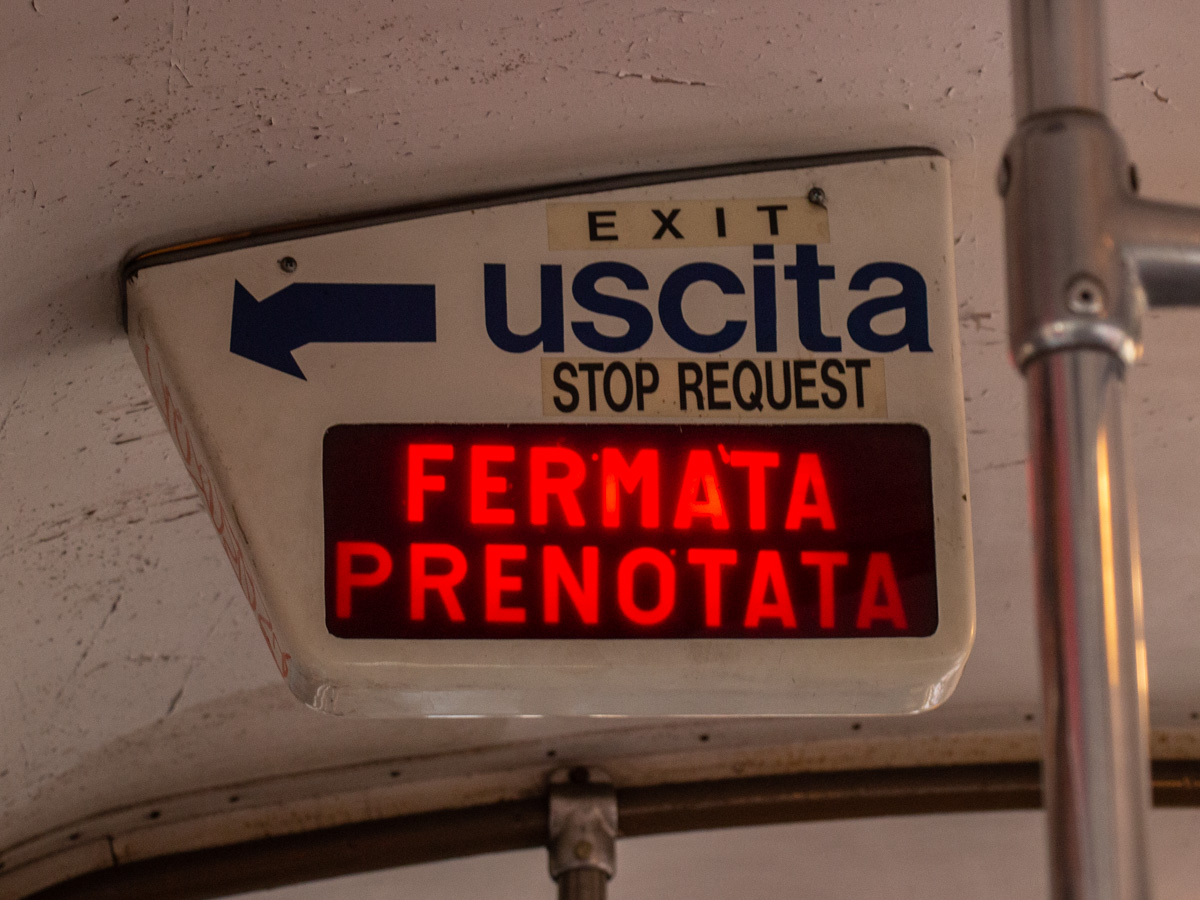 EXIT
uscita
STOP REQUEST
FERMATA
PRENOTATA